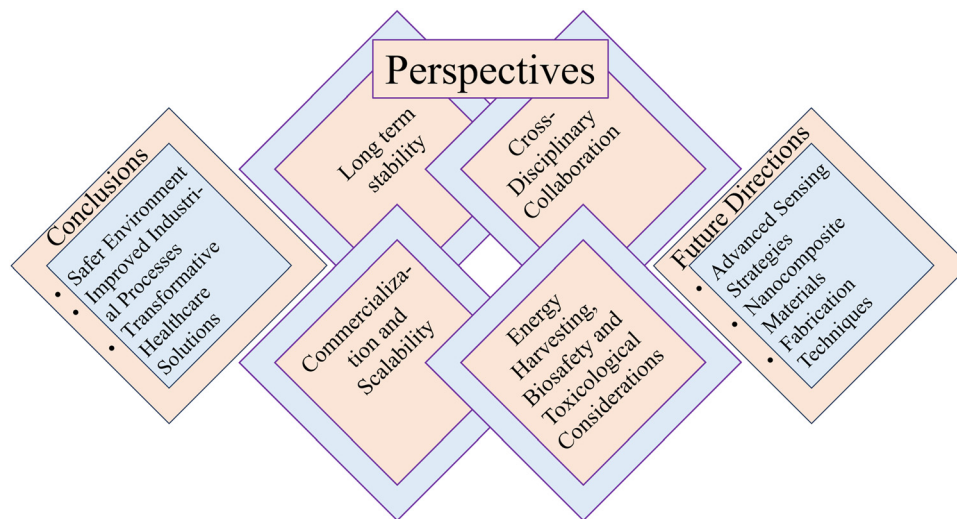 Perspectives
Conclusions
• Safer Environment
• Improved Industri-
al Processes
• Transformative
Healthcare
Solutions
Long term
stability
Cross-
Disciplinary
Collaboration
Commercializa-
tion and
Scalability
Energy
Harvesting,
Biosafety and
Toxicological
Considerations
Future Directions
• Advanced Sensing
Strategies
• Nanocomposite
Materials
• Fabrication
Techniques